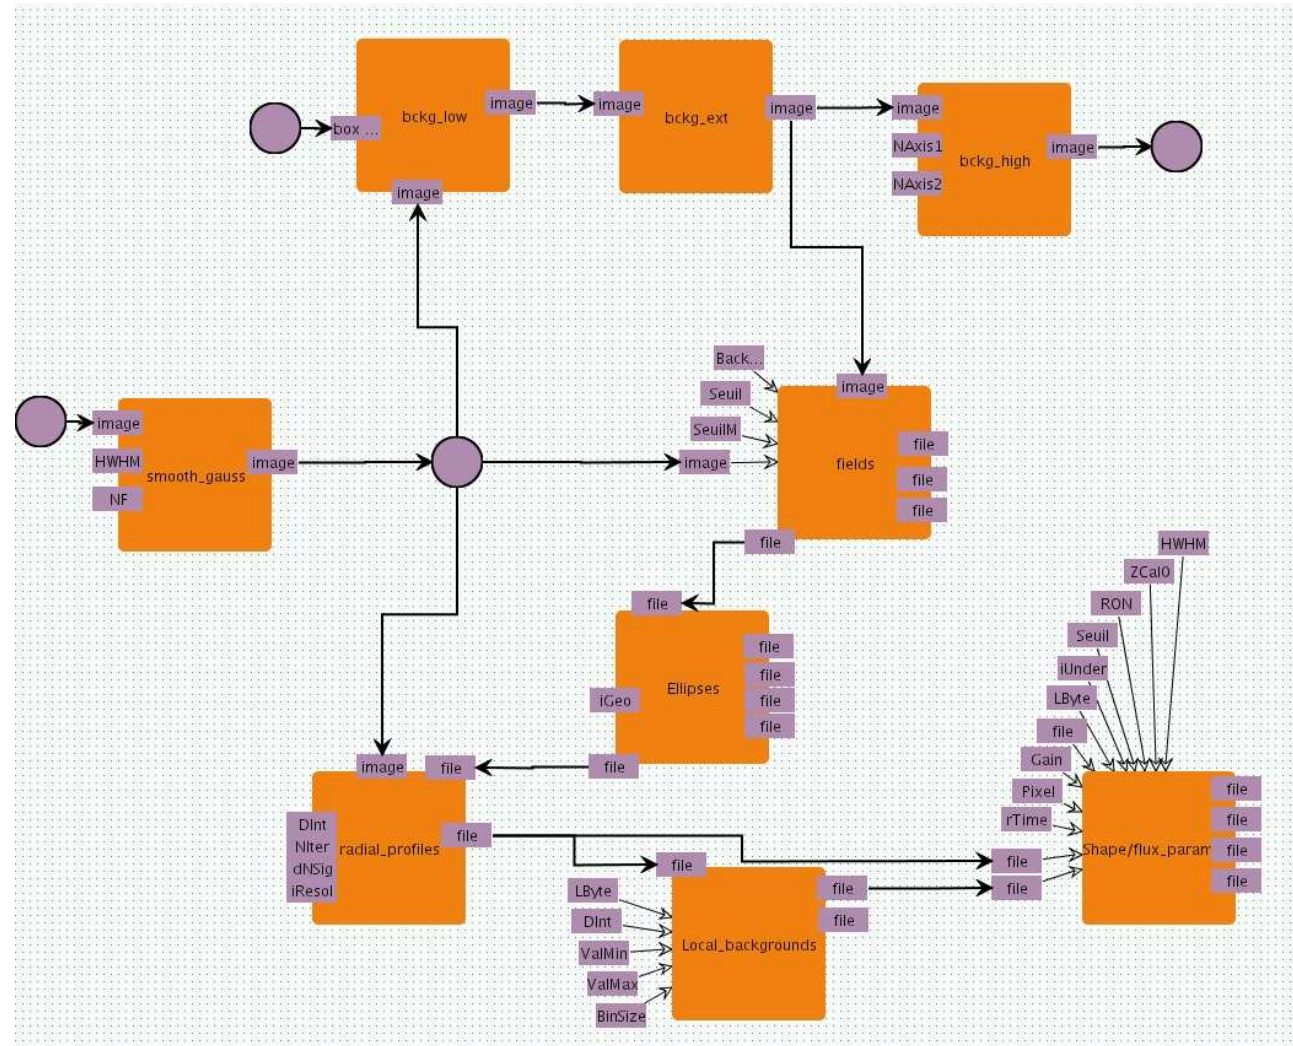 image
bckg_low
box ...
image
image
bckg_ext
image
image
NAxis1
NAxis2
bckg_high
image
image
HWHM
NF
smooth_gauss
image
Back...
Seuil
SeuilM
image
image
fields
file
file
file
file
file
iGeo
Ellipses
file
file
file
file
file
image
file
DInt
NIter
dNSig
iResol
radial_profiles
file
file
LByte
DInt
ValMin
ValMax
BinSize
Local_backgrounds
file
file
HWHM
ZCal0
RON
Seuil
iUnder
LByte
file
Gain
Pixel
rTime
file
file
Shape/flux_param
file
file
file
file